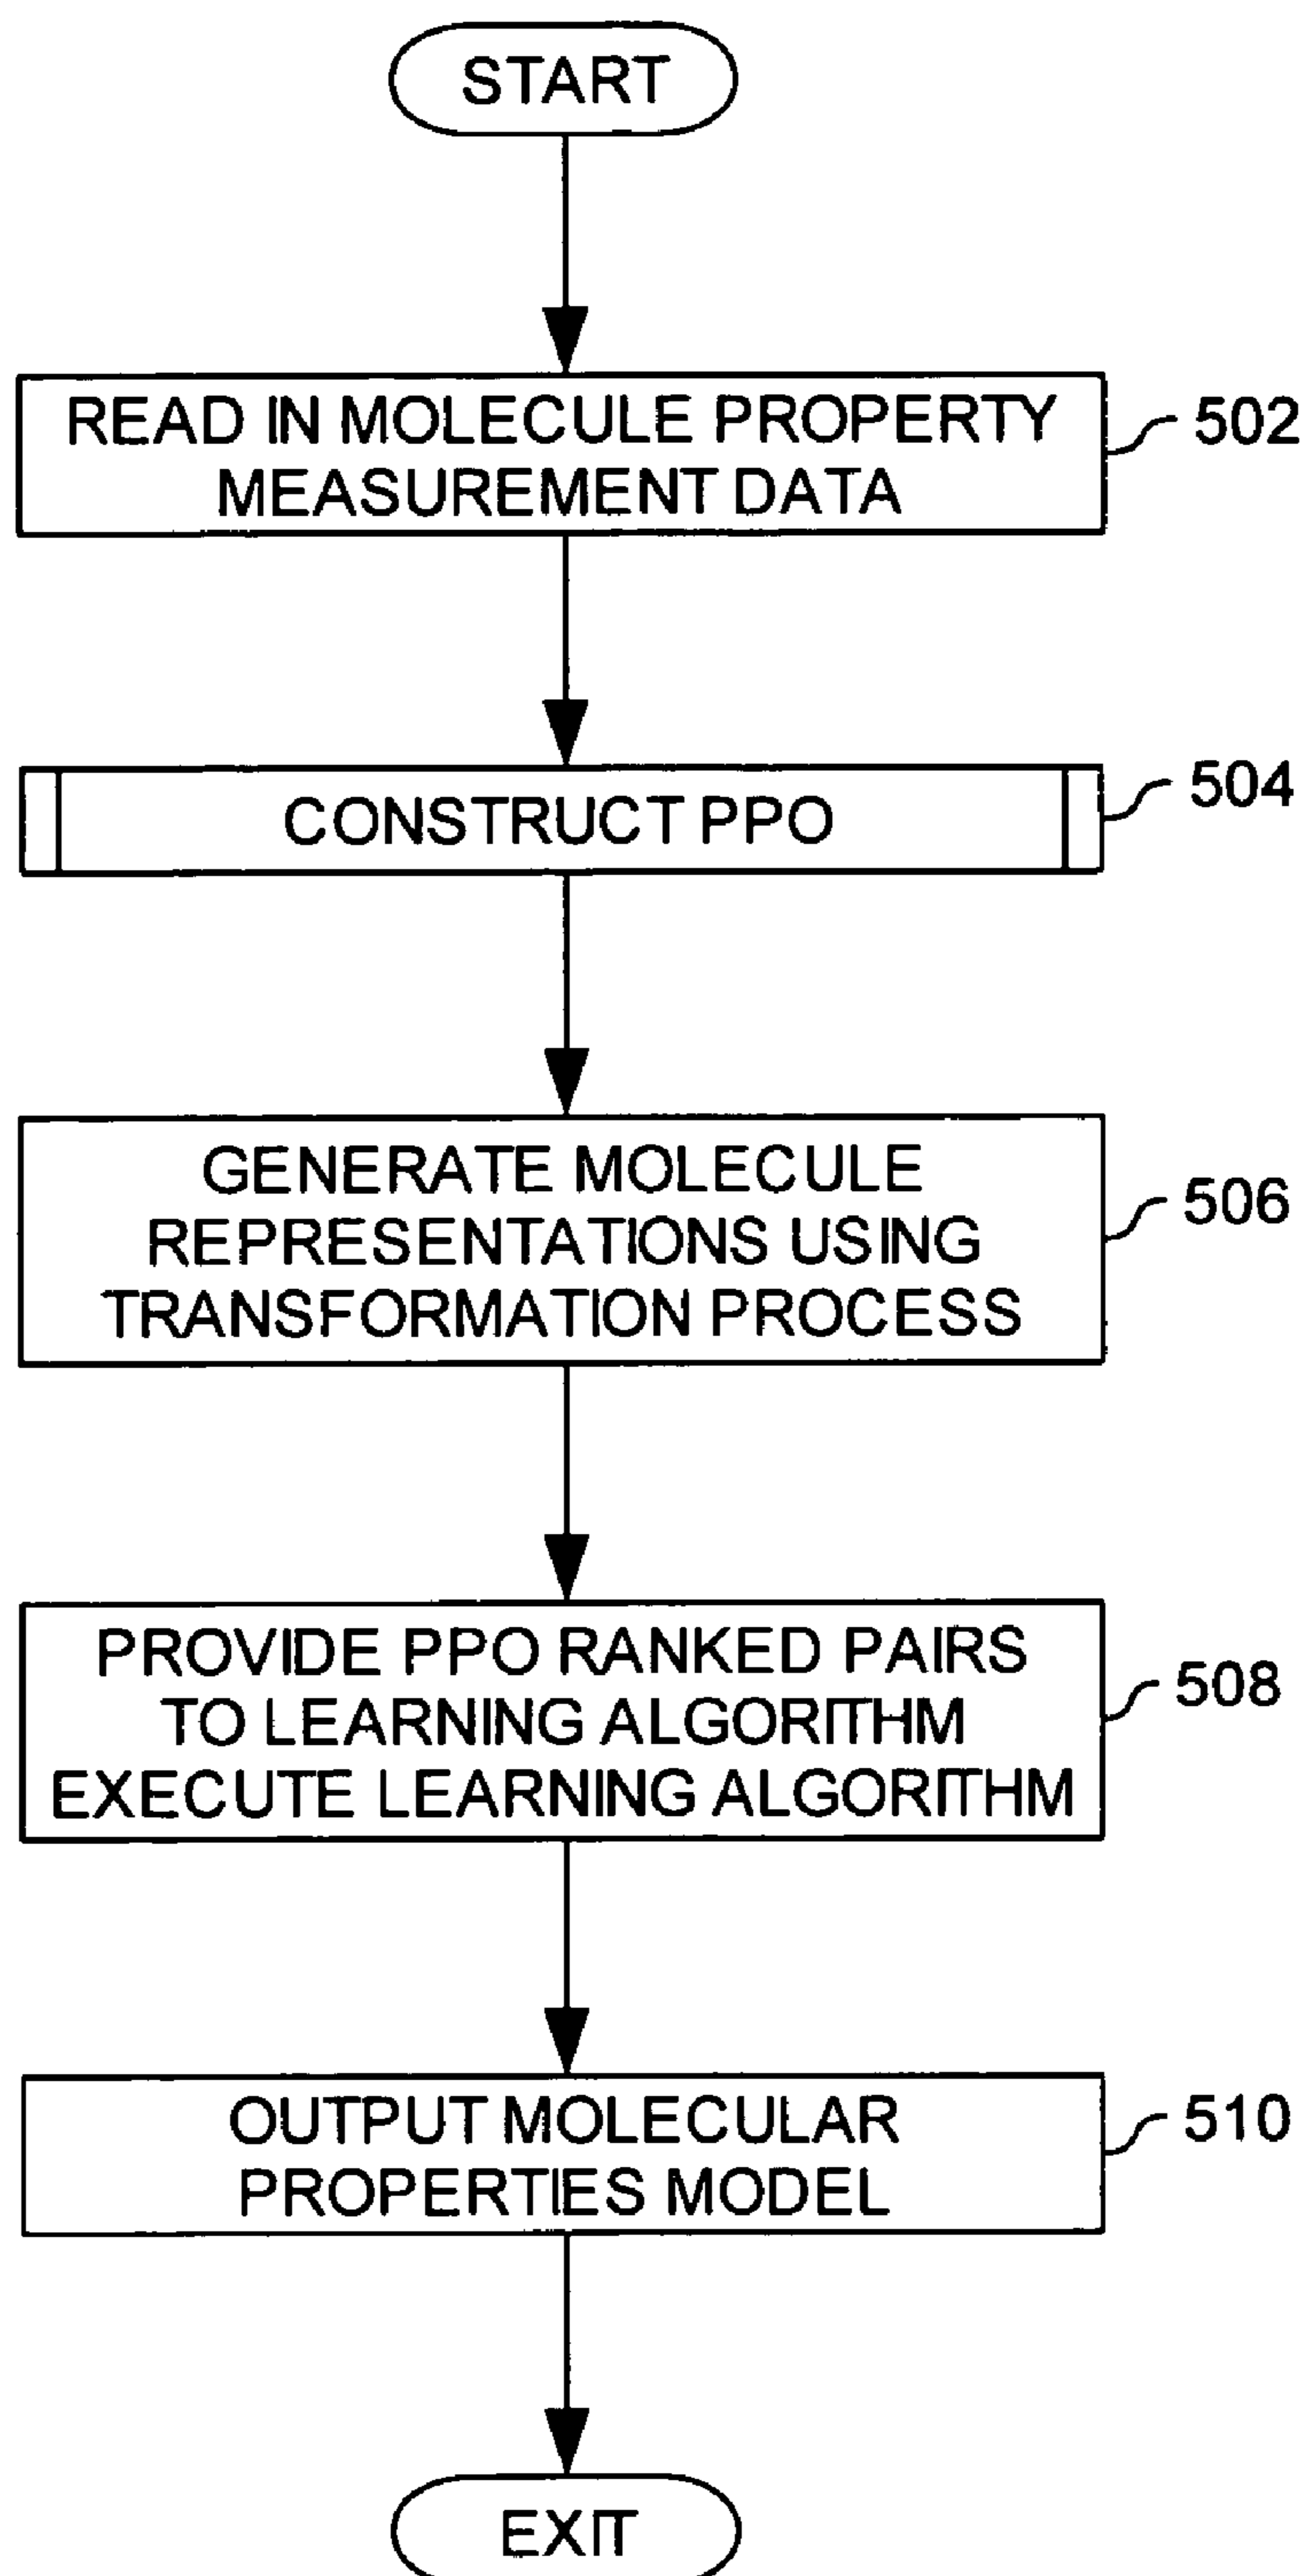 START
READ IN MOLECULE PROPERTY
MEASUREMENT DATA
502
CONSTRUCT PPO
504
GENERATE MOLECULE
REPRESENTATIONS USING
TRANSFORMATION PROCESS
506
PROVIDE PPO RANKED PAIRS
TO LEARNING ALGORITHM
EXECUTE LEARNING ALGORITHM
508
OUTPUT MOLECULAR
PROPERTIES MODEL
510
EXIT